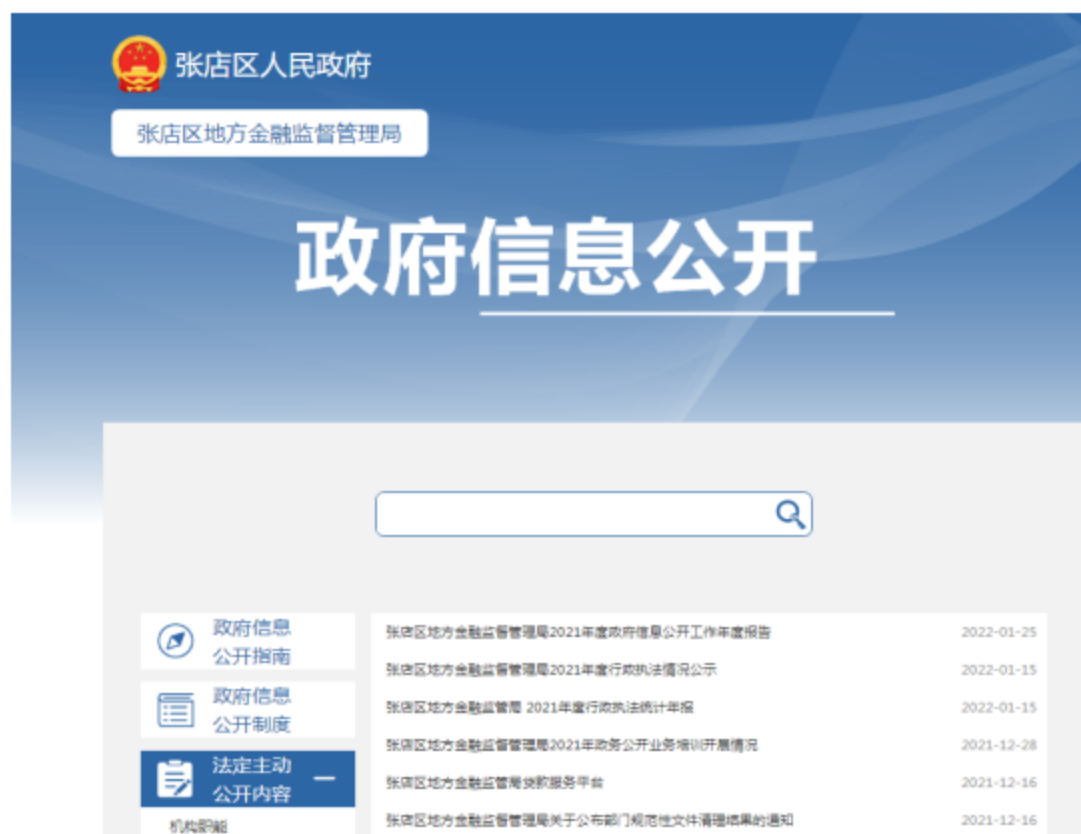 张店区人民政府
张店区地方金融监督管理局
政府信息公开
政府信息
公开指南
政府信息
公开制度
法定主动
公开内容
机构职能
张店区地方金融监督管理局2021年度政府信息公开工作年度报告 2022-01-25
张店区地方金融监督管理局2021年度行政执法情况公示 2022-01-15
张店区地方金融监管局 2021年度行政执法统计年报 2022-01-15
张店区地方金融监督管理局2021年政务公开业务培训开展情况 2021-12-28
张店区地方金融监管局贷款服务平台 2021-12-16
张店区地方金融监督管理局关于公布部门规范性文件清理结果的通知 2021-12-16